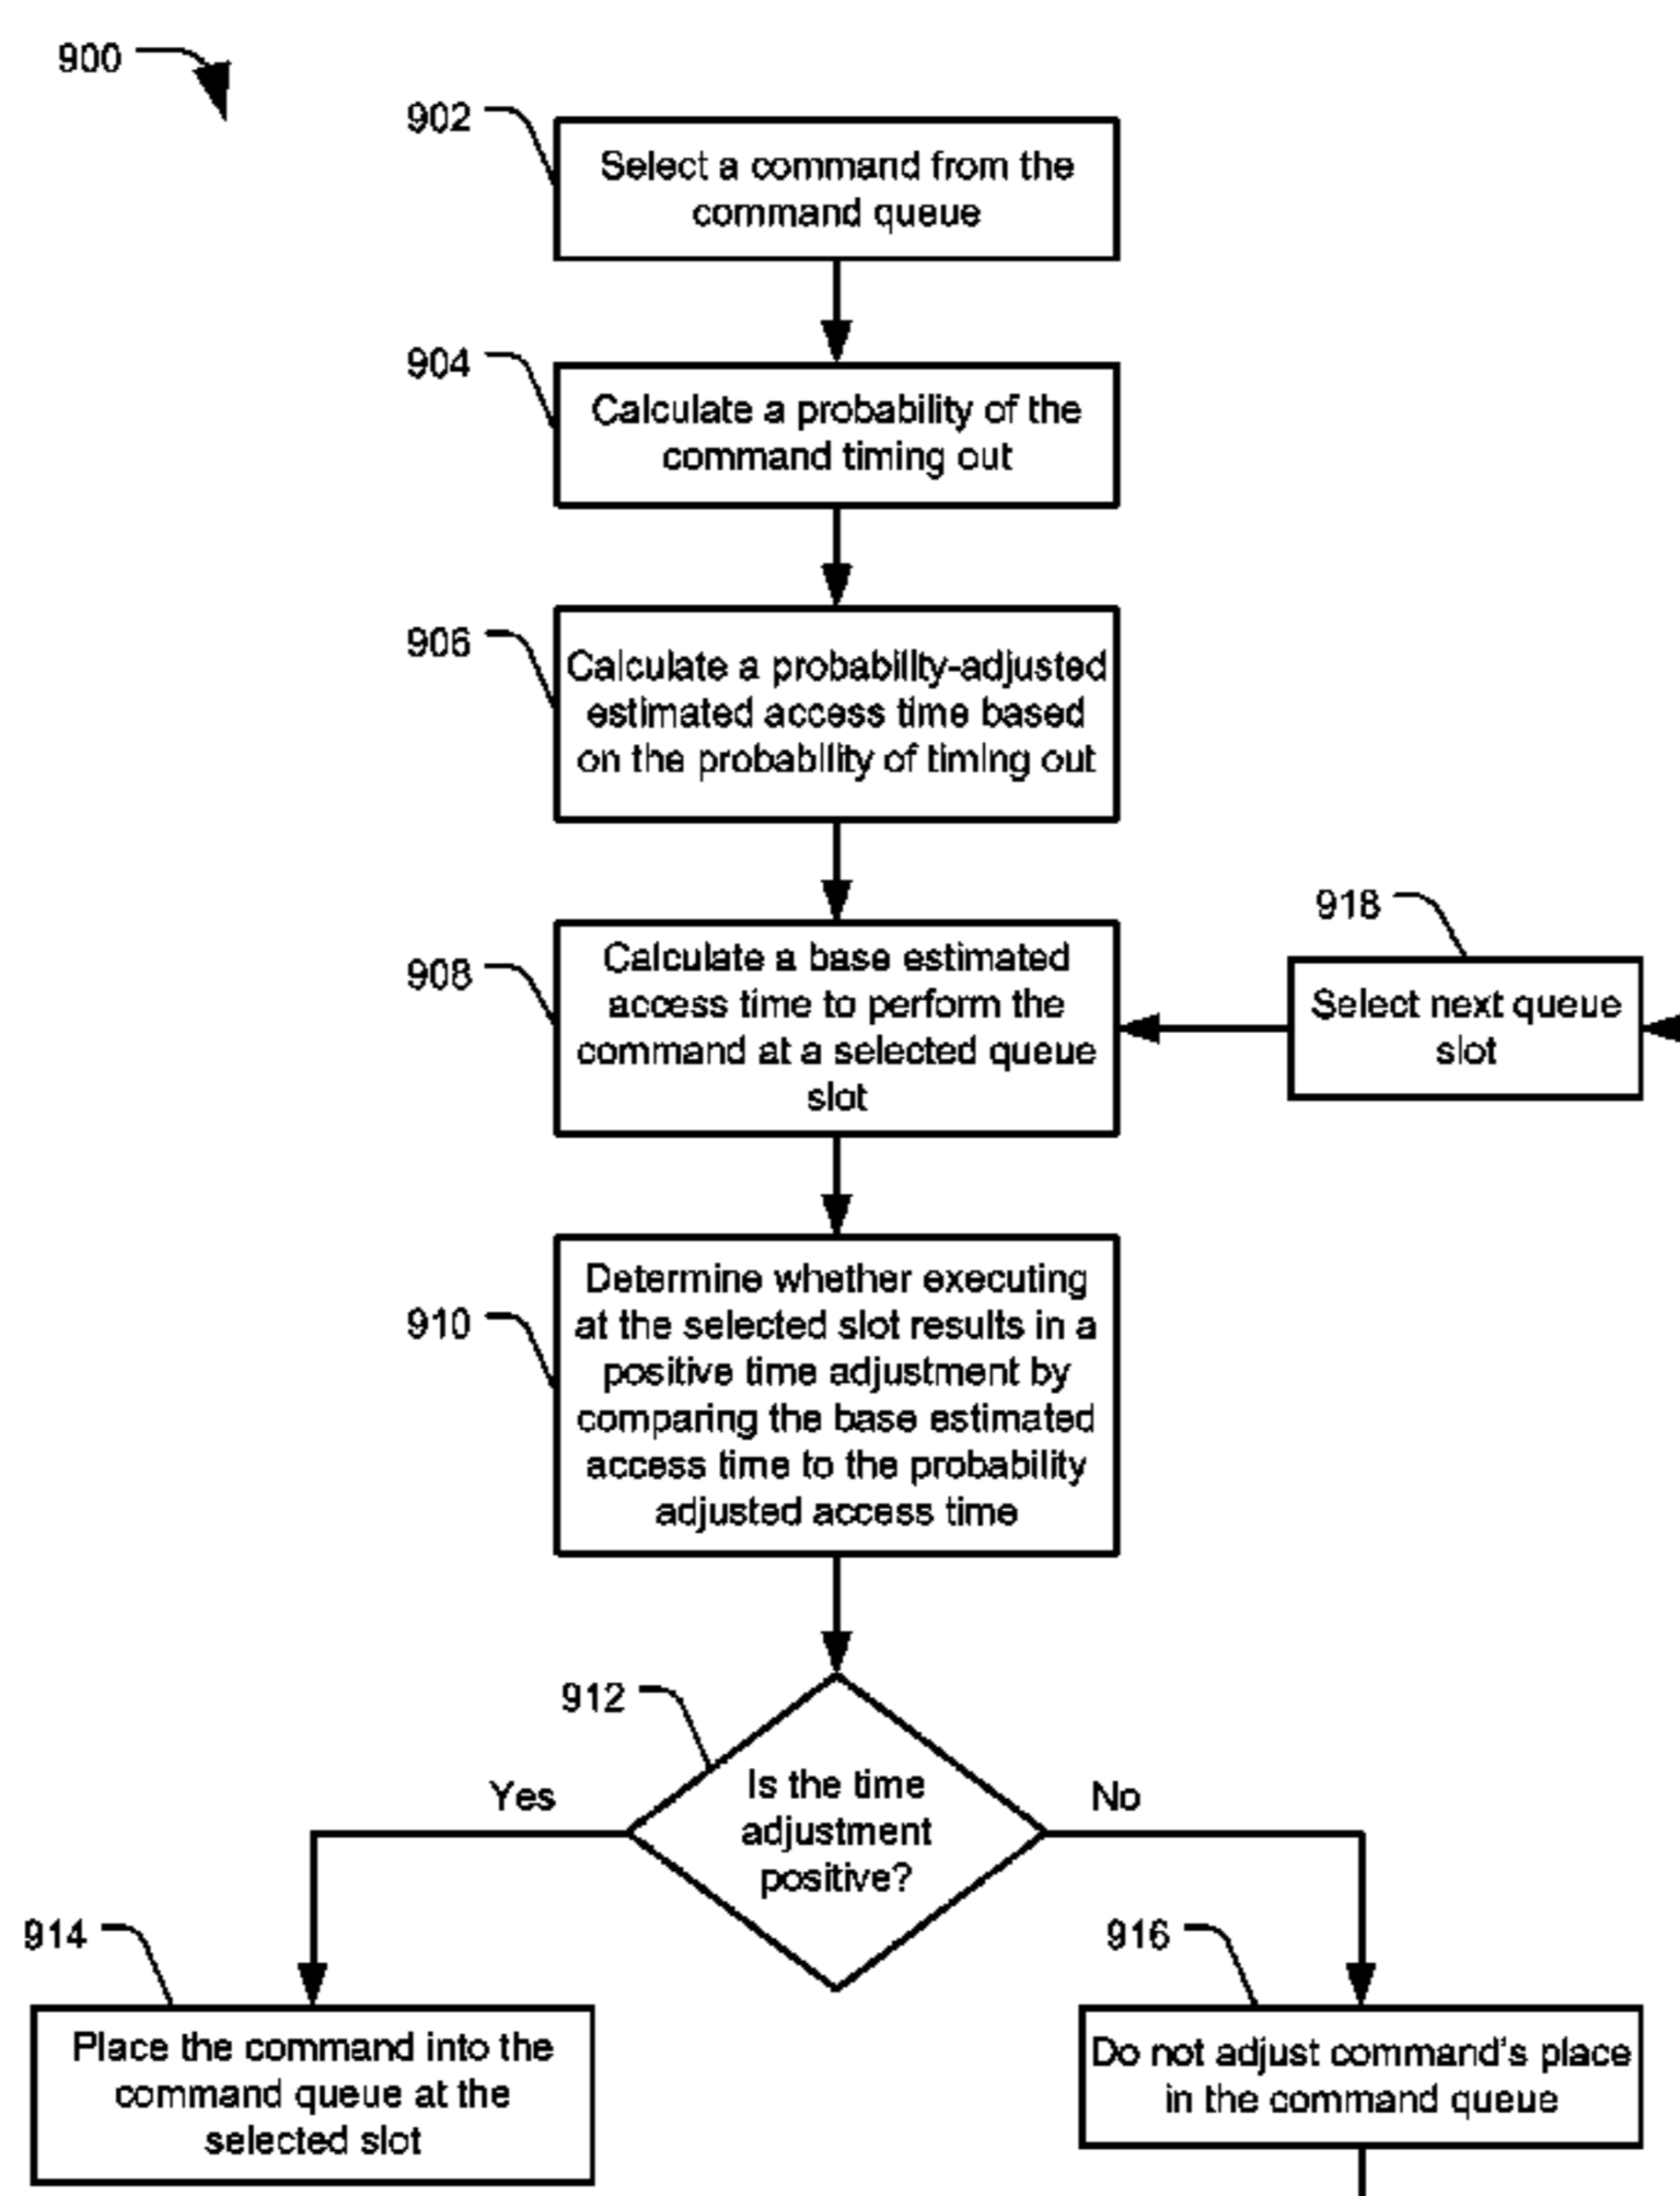 900
902
Select a command from the
command queue
904
Calculate a probability of the
command timing out
906
Calculate a probability-adjusted
estimated access time based
on the probability of timing out
908
Calculate a base estimated
access time to perform the
command at a selected queue
slot
918
Select next queue
slot
910
Determine whether executing
at the selected slot results in a
positive time adjustment by
comparing the base estimated
access time to the probability
adjusted access time
912
Is the time
adjustment
positive?
Yes
No
914
Place the command into the
command queue at the
selected slot
916
Do not adjust command's place
in the command queue